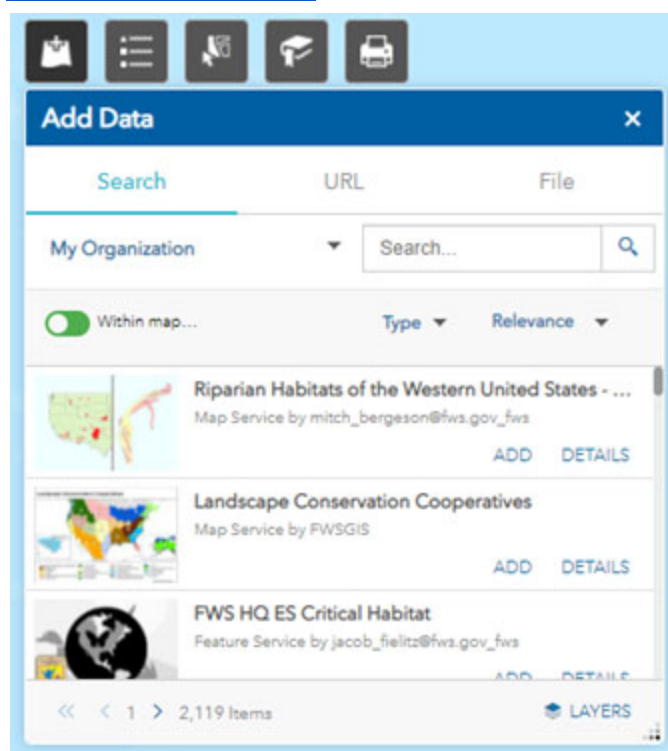 Add Data
Search URL File
My Organization Search...
Within map... Type Relevance
Riparian Habitats of the Western United States - ...
Map Service by mitch_bergeson@fws.gov_fws
ADD DETAILS
Landscape Conservation Cooperatives
Map Service by FWSGIS
ADD DETAILS
FWS HQ ES Critical Habitat
Feature Service by jacob_fielitz@fws.gov_fws
ADD DETAILS
« < 1 > 2,119 Items LAYERS